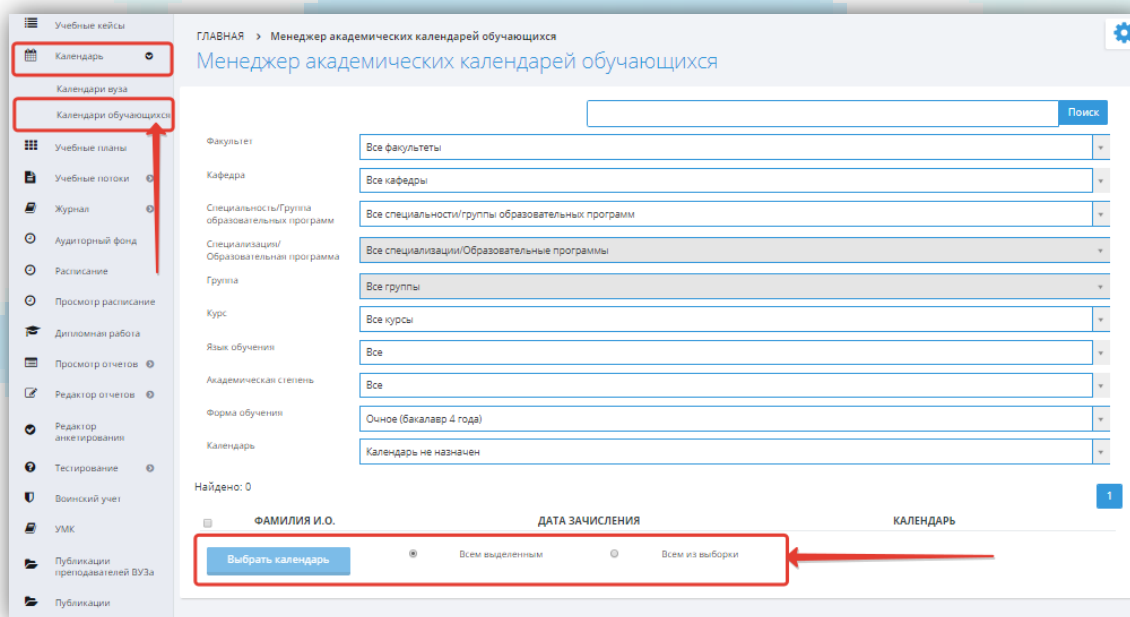 Учебные кейсы
Календарь
Календари вуза
Календари обучающихся
Учебные планы
Учебные потоки
Журнал
Аудиторный фонд
Расписание
Просмотр расписание
Дипломная работа
Просмотр отчетов
Редактор отчетов
Редактор
анкетирования
Тестирование
Воинский учет
УМК
Публикации
преподавателей ВУЗа
Публикации
ГЛАВНАЯ > Менеджер академических календарей обучающихся
Менеджер академических календарей обучающихся
Поиск
Факультет
Все факультеты
Кафедра
Все кафедры
Специальность/Группа
образовательных программ
Все специальности/группы образовательных программ
Специализация/
Образовательная программа
Все специализации/Образовательные программы
Группа
Все группы
Курс
Все курсы
Язык обучения
Все
Академическая степень
Все
Форма обучения
Очное (бакалавр 4 года)
Календарь
Календарь не назначен
Найдено: 0
1
ФАМИЛИЯ И.О. ДАТА ЗАЧИСЛЕНИЯ КАЛЕНДАРЬ
Выбрать календарь Всем выделенным Всем из выборки